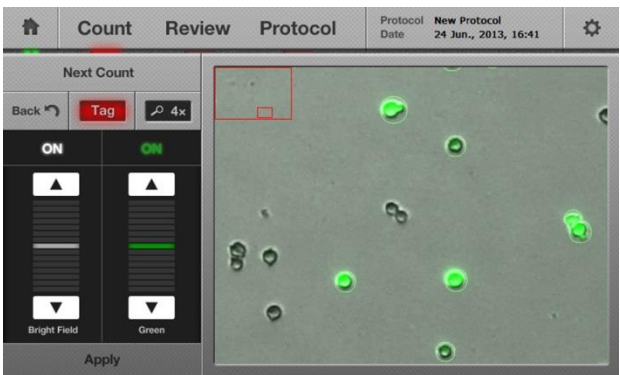 Count Review Protocol
Protocol New Protocol
Date 24 Jun., 2013, 16:41
Next Count
Back Tag 4x
ON ON
Bright Field Green
Apply